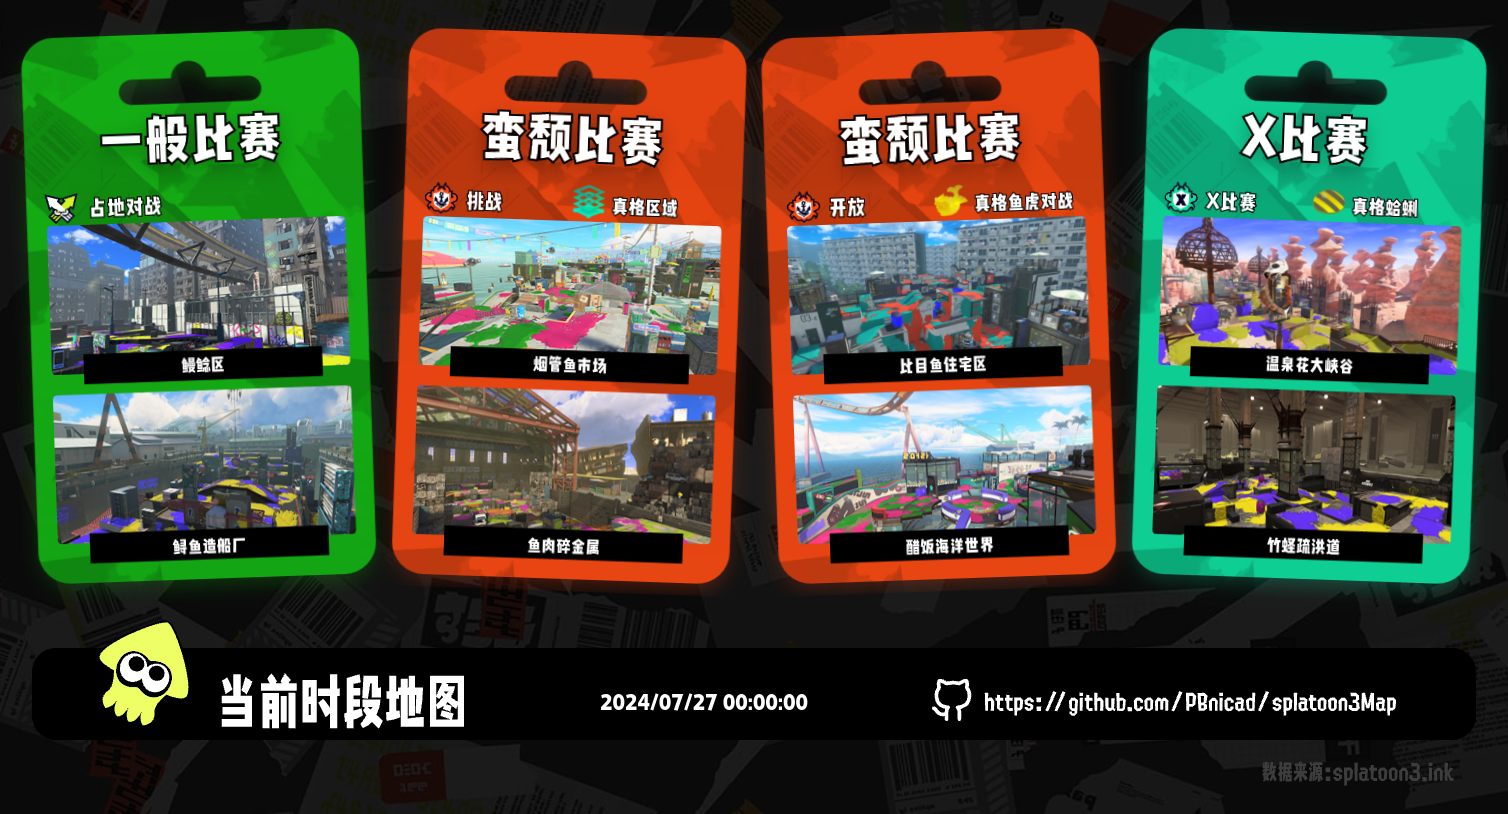 一般比赛
占地对战
鳗鲶区
鲟鱼造船厂
蛮颓比赛
挑战
真格区域
烟管鱼市场
鱼肉碎金属
蛮颓比赛
开放
真格鱼虎对战
比目鱼住宅区
醋饭海洋世界
X比赛
X比赛
真格蛤蜊
温泉花大峡谷
竹蛏疏洪道
当前时段地图
2024/07/27 00:00:00
https://github.com/PBnicad/splatoon3Map
数据来源:splatoon3.ink